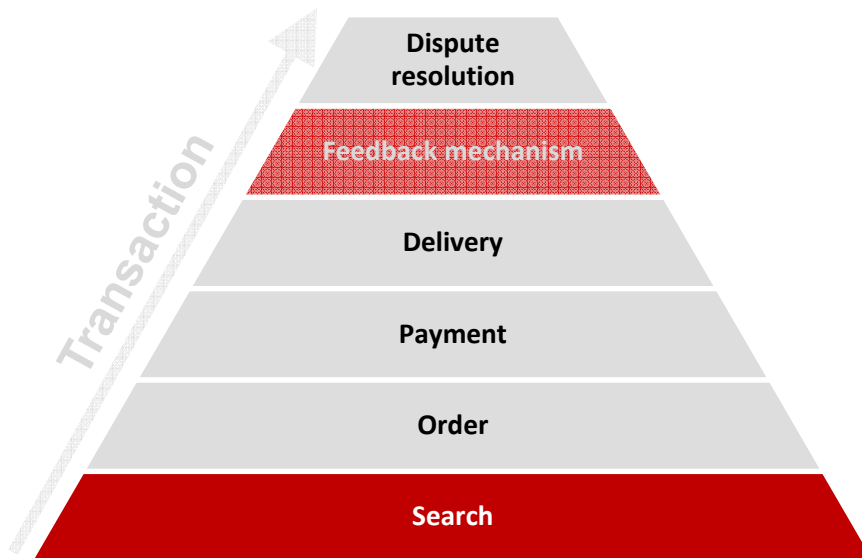 Dispute
resolution
Feedback mechanism
Delivery
Payment
Order
Search
Transaction